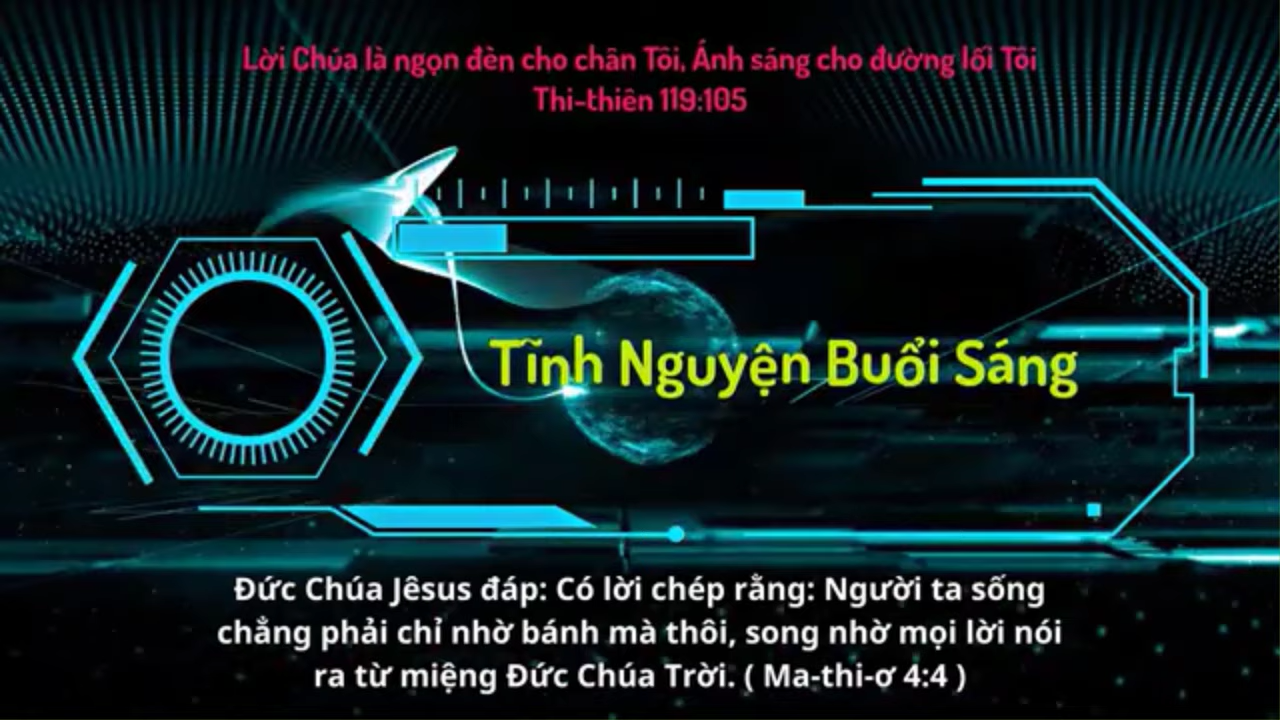 Lời Chúa là ngọn đèn cho chân Tôi, Ánh sáng cho đường lối Tôi
Thi-thiên 119:105
Tĩnh Nguyện Buổi Sáng
Đức Chúa Jêsus đáp: Có lời chép rằng: Người ta sống
chẳng phải chỉ nhờ bánh mà thôi, song nhờ mọi lời nói
ra từ miệng Đức Chúa Trời. ( Ma-thi-ơ 4:4 )